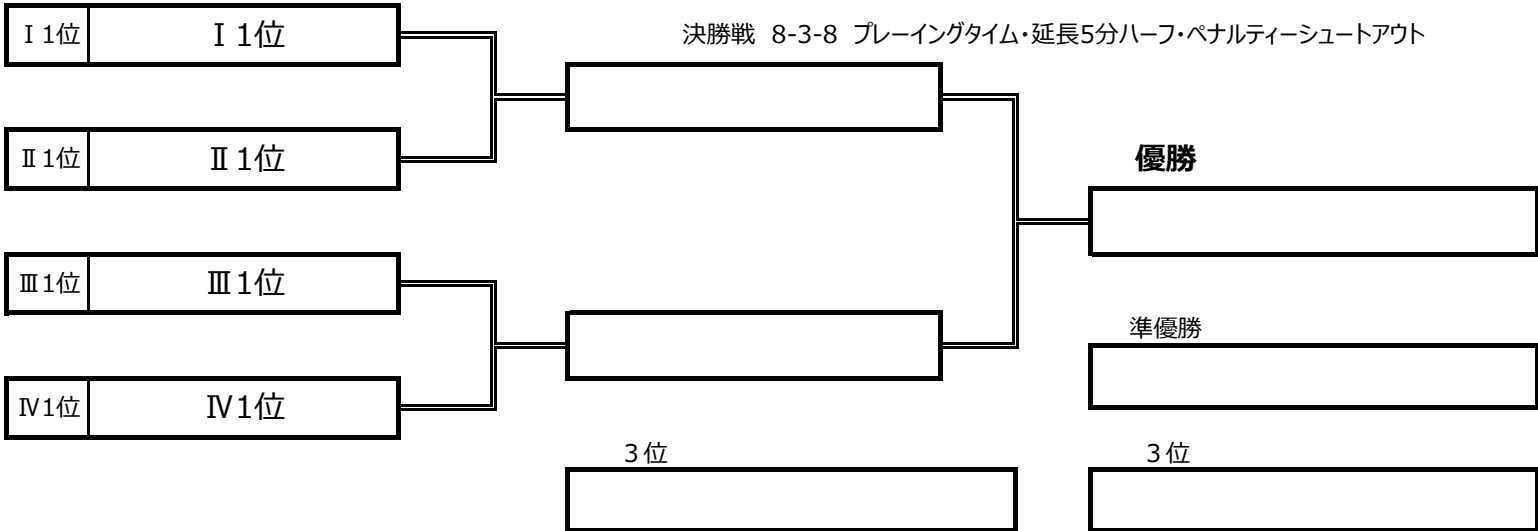 Ⅰ1位 Ⅰ1位
決勝戦 8-3-8 プレーイングタイム・延長5分ハーフ・ペナルティーシュートアウト
Ⅱ1位 Ⅱ1位
優勝
Ⅲ1位 Ⅲ1位
準優勝
Ⅳ1位 Ⅳ1位
3位 3位